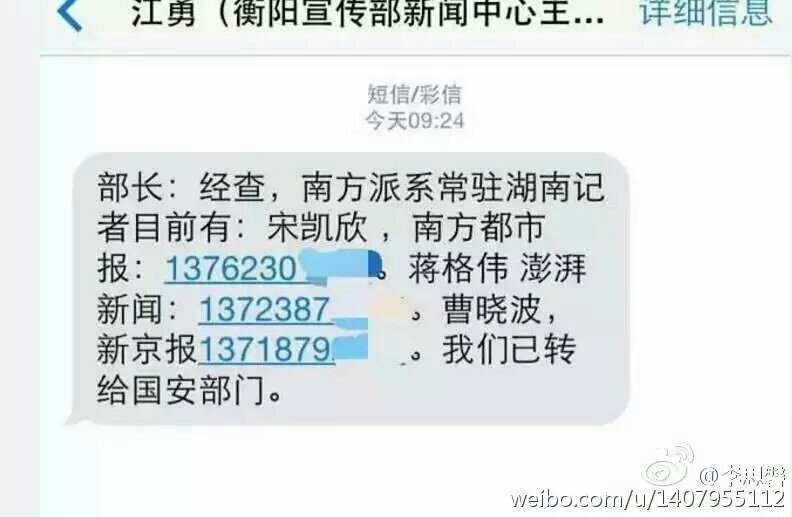 江勇（衡阳宣传部新闻中心主... 详细信息
短信/彩信
今天09:24
部长：经查，南方派系常驻湖南记
者目前有：宋凯欣 ，南方都市
报：1376230 。蒋格伟 澎湃
新闻：1372387 。曹晓波，
新京报1371879 。我们已转
给国安部门。
weibo.com/u/1407955112